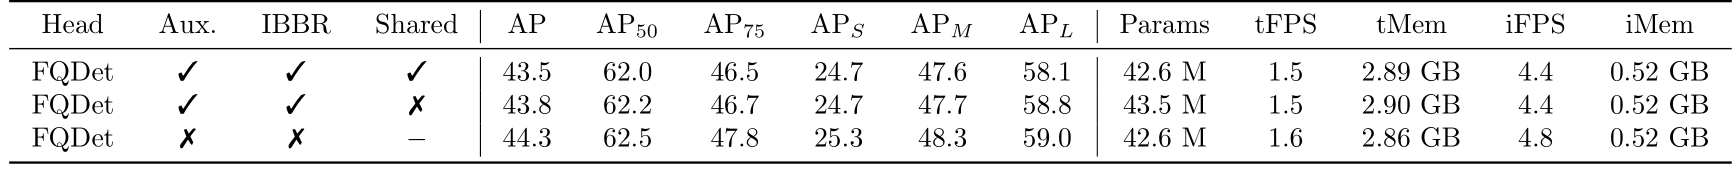 Head Aux. IBBR Shared AP AP50 AP75 APS APM APL Params tFPS tMem iFPS iMem
FQDet ✓ ✓ ✓ 43.5 62.0 46.5 24.7 47.6 58.1 42.6 M 1.5 2.89 GB 4.4 0.52 GB
FQDet ✓ ✓ ✗ 43.8 62.2 46.7 24.7 47.7 58.8 43.5 M 1.5 2.90 GB 4.4 0.52 GB
FQDet ✗ ✗ – 44.3 62.5 47.8 25.3 48.3 59.0 42.6 M 1.6 2.86 GB 4.8 0.52 GB